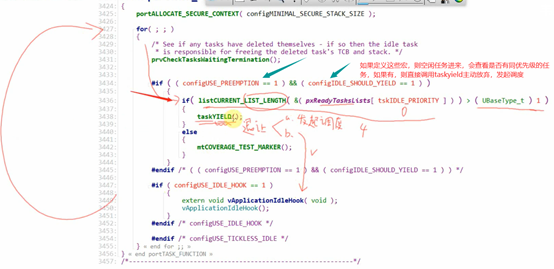 3424:
3425: portALLOCATE_SECURE_CONTEXT( configMINIMAL_SECURE_STACK_SIZE );
3426:
3427: for( ; ; )
3428: {
3429: /* See if any tasks have deleted themselves - if so then the idle task
3430: * is responsible for freeing the deleted task's TCB and stack. */
3431: prvCheckTasksWaitingTermination();
3432:
3433:
如果定义这些宏,则空闲任务进来,会看是否有同优先级的任
务,如果有,则直接调用taskyield主动放弃,发起调度
3434: #if ( ( configUSE_PREEMPTION == 1 ) && ( configIDLE_SHOULD_YIELD == 1 ) )
3435: {
3436: if( listCURRENT_LIST_LENGTH( &( pxReadyTasksLists[ tskIDLE_PRIORITY ] ) ) > ( UBaseType_t ) 1 )
3437: {
0
3438: taskYIELD();
礼让
a. 发起调度
3439: }
b.
4
3440: else
3441: {
3442: mtCOVERAGE_TEST_MARKER();
3443: }
3444: }
3445: #endif /* ( ( configUSE_PREEMPTION == 1 ) && ( configIDLE_SHOULD_YIELD == 1 ) ) */
3446:
3447: #if ( configUSE_IDLE_HOOK == 1 )
3448: {
3449: extern void vApplicationIdleHook( void );
3450: vApplicationIdleHook();
3451: }
3452: #endif /* configUSE_IDLE_HOOK */
3453:
3454: #endif /* configUSE_TICKLESS_IDLE */
3455: } « end for ;; »
3456: } « end portTASK_FUNCTION »
3457: /*-----------------------------------------------------------*/